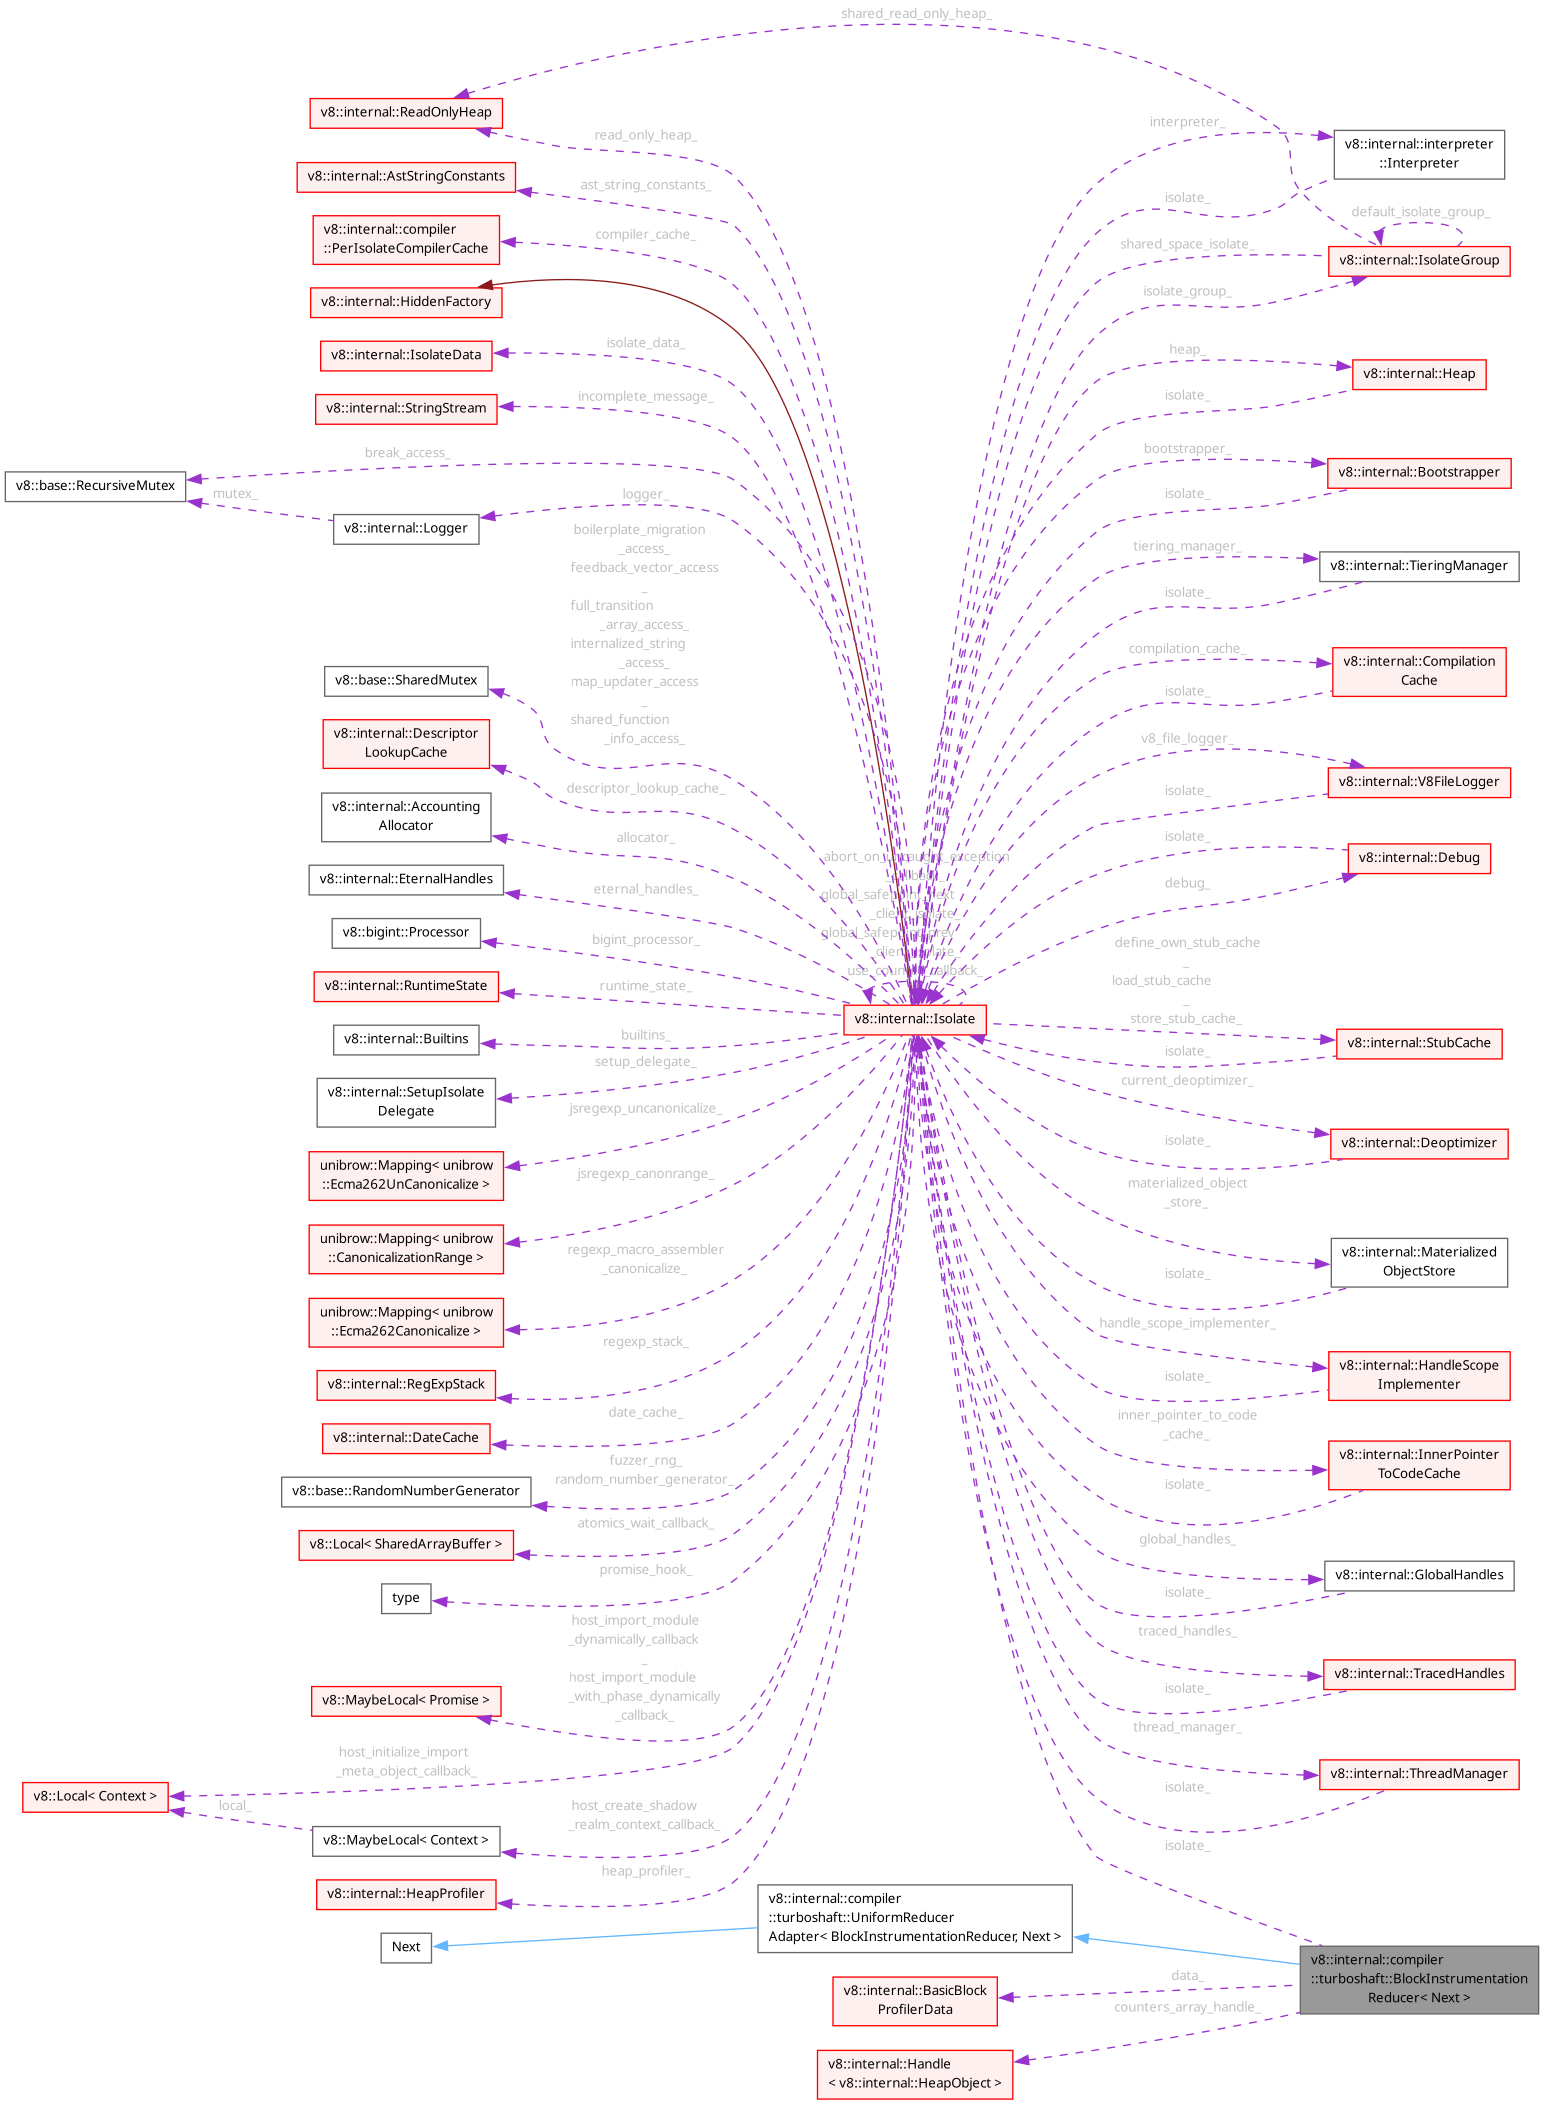 shared_read_only_heap_
v8::internal::ReadOnlyHeap
read_only_heap_
interpreter_
v8::internal::interpreter
::Interpreter
v8::internal::AstStringConstants
ast_string_constants_
isolate_
default_isolate_group_
v8::internal::compiler
::PerIsolateCompilerCache
compiler_cache_
shared_space_isolate_
v8::internal::IsolateGroup
v8::internal::HiddenFactory
isolate_group_
v8::internal::IsolateData
isolate_data_
heap_
v8::internal::Heap
v8::internal::StringStream
incomplete_message_
isolate_
v8::base::RecursiveMutex
break_access_
bootstrapper_
v8::internal::Bootstrapper
mutex_
v8::internal::Logger
logger_
isolate_
boilerplate_migration
_access_
feedback_vector_access
_
full_transition
_array_access_
internalized_string
_access_
map_updater_access
_
shared_function
_info_access_
tiering_manager_
v8::internal::TieringManager
isolate_
v8::base::SharedMutex
compilation_cache_
v8::internal::Compilation
Cache
isolate_
v8::internal::Descriptor
LookupCache
descriptor_lookup_cache_
v8_file_logger_
v8::internal::V8FileLogger
isolate_
v8::internal::Accounting
Allocator
allocator_
isolate_
v8::internal::Debug
debug_
v8::internal::EternalHandles
eternal_handles_
abort_on_uncaught_exception
_callback_
global_safepoint_next
_client_isolate_
global_safepoint_prev
_client_isolate_
use_counter_callback_
v8::bigint::Processor
bigint_processor_
define_own_stub_cache
_
load_stub_cache
_
store_stub_cache_
v8::internal::RuntimeState
runtime_state_
v8::internal::Isolate
v8::internal::StubCache
isolate_
v8::internal::Builtins
builtins_
v8::internal::SetupIsolate
Delegate
setup_delegate_
current_deoptimizer_
v8::internal::Deoptimizer
isolate_
unibrow::Mapping< unibrow
::Ecma262UnCanonicalize >
jsregexp_uncanonicalize_
materialized_object
_store_
v8::internal::Materialized
ObjectStore
isolate_
unibrow::Mapping< unibrow
::CanonicalizationRange >
jsregexp_canonrange_
unibrow::Mapping< unibrow
::Ecma262Canonicalize >
regexp_macro_assembler
_canonicalize_
handle_scope_implementer_
v8::internal::HandleScope
Implementer
isolate_
v8::internal::RegExpStack
regexp_stack_
v8::internal::DateCache
date_cache_
inner_pointer_to_code
_cache_
v8::internal::InnerPointer
ToCodeCache
isolate_
v8::base::RandomNumberGenerator
fuzzer_rng_
random_number_generator_
v8::Local< SharedArrayBuffer >
atomics_wait_callback_
global_handles_
v8::internal::GlobalHandles
isolate_
type
promise_hook_
traced_handles_
v8::internal::TracedHandles
isolate_
v8::MaybeLocal< Promise >
host_import_module
_dynamically_callback
_
host_import_module
_with_phase_dynamically
_callback_
thread_manager_
v8::internal::ThreadManager
isolate_
v8::Local< Context >
host_initialize_import
_meta_object_callback_
local_
v8::MaybeLocal< Context >
host_create_shadow
_realm_context_callback_
isolate_
v8::internal::HeapProfiler
heap_profiler_
Next
v8::internal::compiler
::turboshaft::UniformReducer
Adapter< BlockInstrumentationReducer, Next >
v8::internal::compiler
::turboshaft::BlockInstrumentation
Reducer< Next >
v8::internal::BasicBlock
ProfilerData
data_
counters_array_handle_
v8::internal::Handle
< v8::internal::HeapObject >